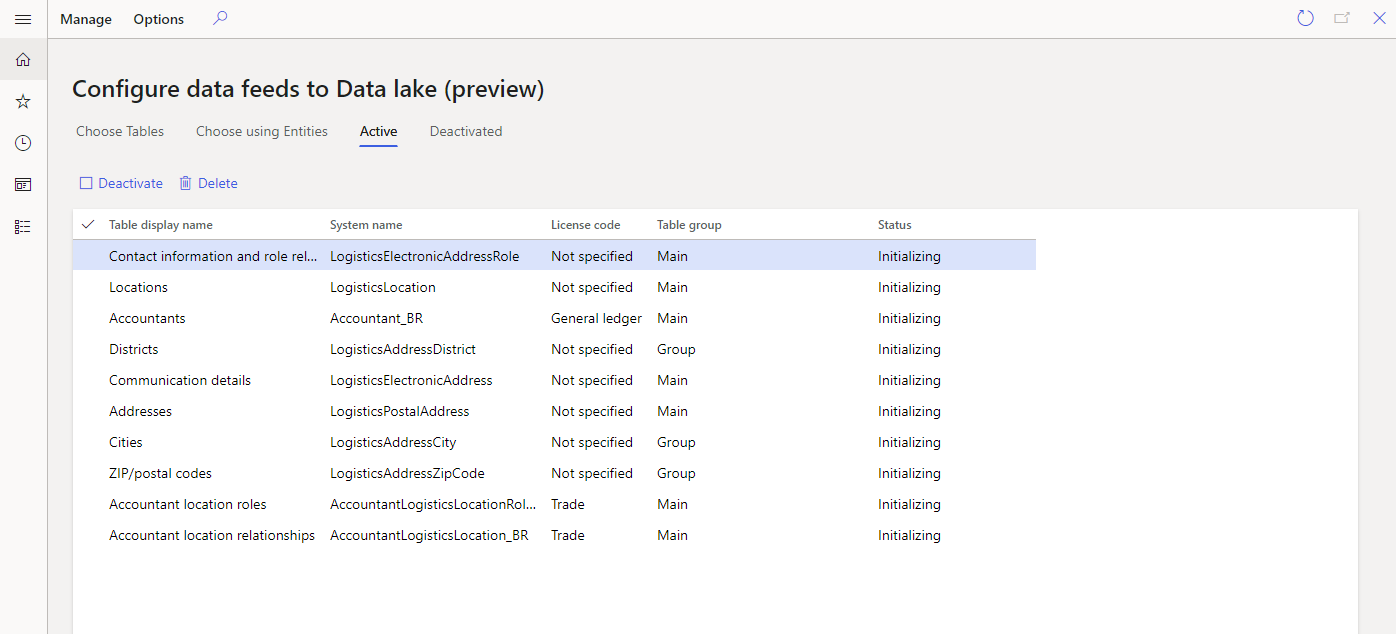 Manage Options
Configure data feeds to Data lake (preview)
Choose Tables Choose using Entities Active Deactivated
Deactivate Delete
Table display name System name License code Table group Status
Contact information and role rel... LogisticsElectronicAddressRole Not specified Main Initializing
Locations LogisticsLocation Not specified Main Initializing
Accountants Accountant_BR General ledger Main Initializing
Districts LogisticsAddressDistrict Not specified Group Initializing
Communication details LogisticsElectronicAddress Not specified Main Initializing
Addresses LogisticsPostalAddress Not specified Main Initializing
Cities LogisticsAddressCity Not specified Group Initializing
ZIP/postal codes LogisticsAddressZipCode Not specified Group Initializing
Accountant location roles AccountantLogisticsLocationRol... Trade Main Initializing
Accountant location relationships AccountantLogisticsLocation_BR Trade Main Initializing